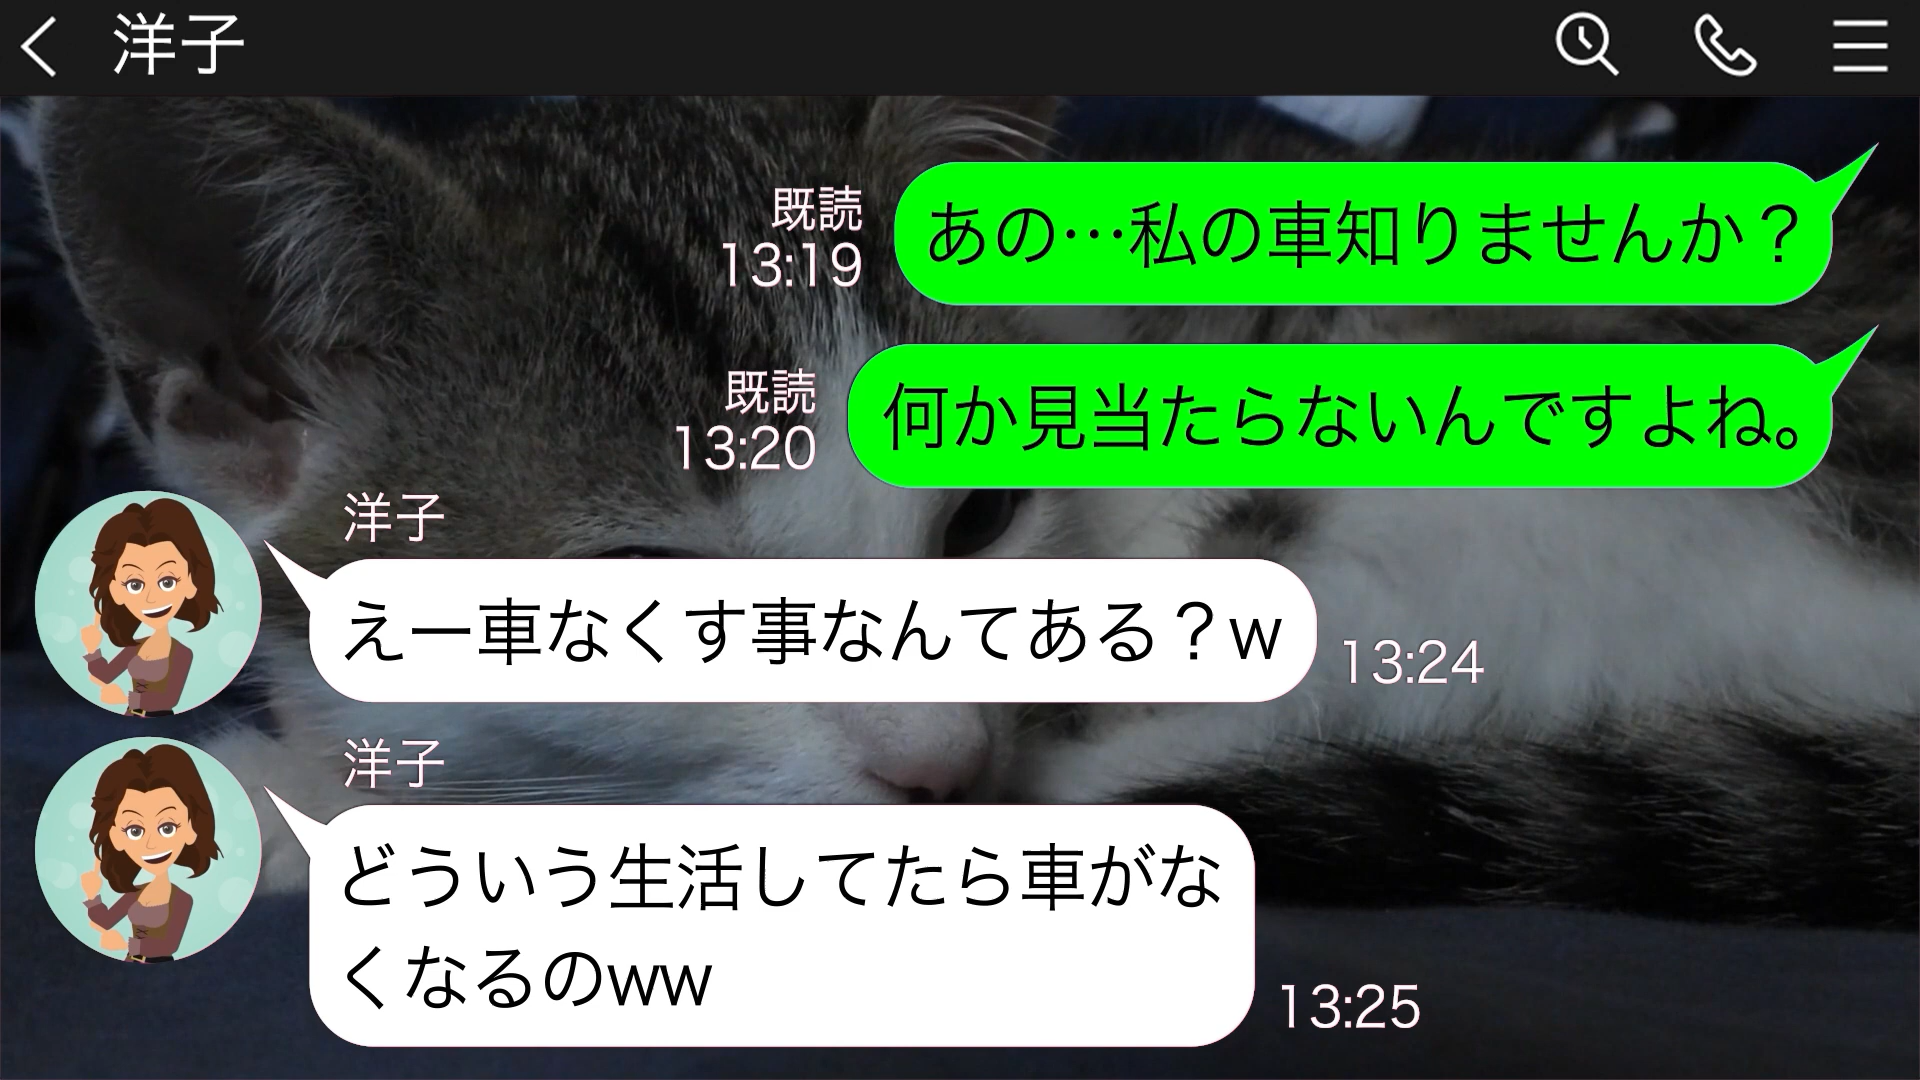 洋子
あの…私の車知りませんか？
既読
13:19
何か見当たらないんですよね。
既読
13:20
洋子
えー車なくす事なんてある？w
13:24
洋子
どういう生活してたら車がな
くなるのww
13:25